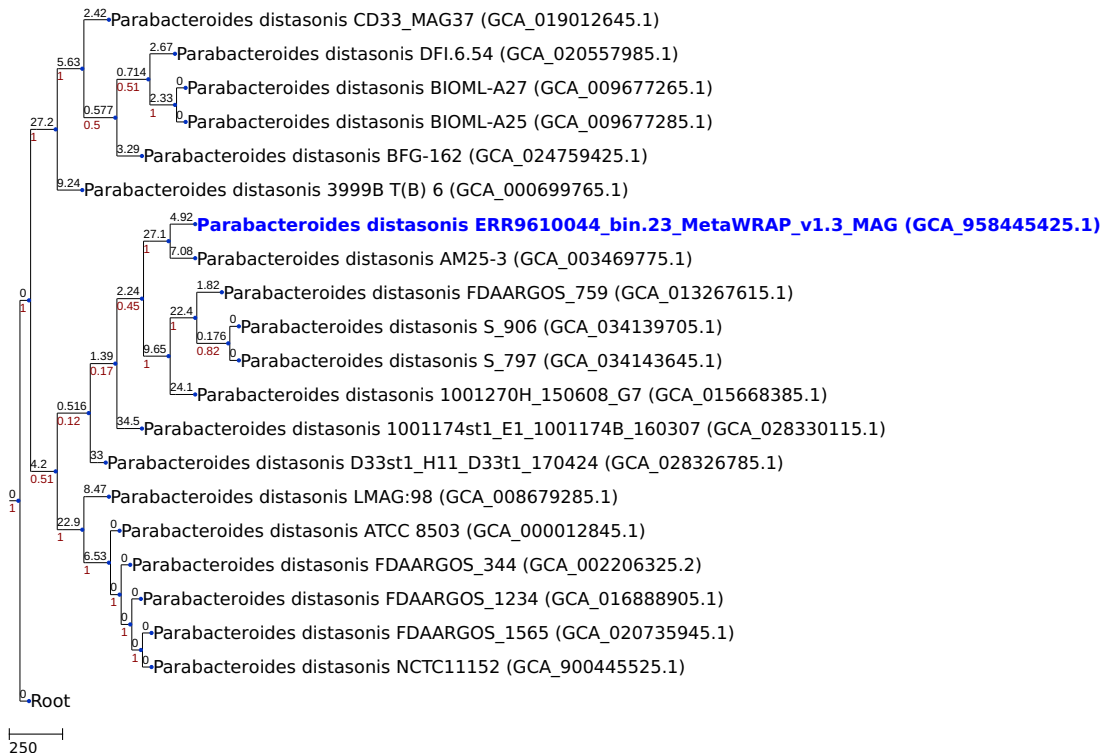 2.42 Parabacteroides distasonis CD33_MAG37 (GCA_019012645.1)
2.67 Parabacteroides distasonis DFI.6.54 (GCA_020557985.1)
5.63
1
0.714
0.51
0 Parabacteroides distasonis BIOML-A27 (GCA_009677265.1)
2.33
1
0.577
0.5
0 Parabacteroides distasonis BIOML-A25 (GCA_009677285.1)
27.2
1
3.29 Parabacteroides distasonis BFG-162 (GCA_024759425.1)
9.24 Parabacteroides distasonis 3999B T(B) 6 (GCA_000699765.1)
4.92 Parabacteroides distasonis ERR9610044_bin.23_MetaWRAP_v1.3_MAG (GCA_958445425.1)
27.1
1
7.08 Parabacteroides distasonis AM25-3 (GCA_003469775.1)
1.82 Parabacteroides distasonis FDAARGOS_759 (GCA_013267615.1)
0
1
2.24
0.45
22.4
1
0 Parabacteroides distasonis S_906 (GCA_034139705.1)
0.176
0.82
9.65
1
0 Parabacteroides distasonis S_797 (GCA_034143645.1)
1.39
0.17
24.1 Parabacteroides distasonis 1001270H_150608_G7 (GCA_015668385.1)
0.516
0.12
34.5 Parabacteroides distasonis 1001174st1_E1_1001174B_160307 (GCA_028330115.1)
33 Parabacteroides distasonis D33st1_H11_D33t1_170424 (GCA_028326785.1)
4.2
0.51
8.47 Parabacteroides distasonis LMAG:98 (GCA_008679285.1)
0
1
22.9
1
0 Parabacteroides distasonis ATCC 8503 (GCA_000012845.1)
6.53
1
0 Parabacteroides distasonis FDAARGOS_344 (GCA_002206325.2)
0
1
0 Parabacteroides distasonis FDAARGOS_1234 (GCA_016888905.1)
0
1
0 Parabacteroides distasonis FDAARGOS_1565 (GCA_020735945.1)
0
1
0 Parabacteroides distasonis NCTC11152 (GCA_900445525.1)
0 Root
250